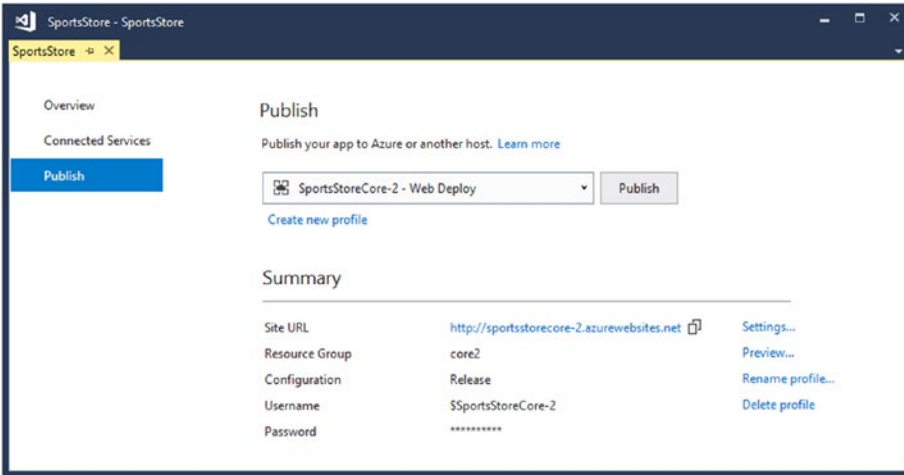 SportsStore - SportsStore
SportsStore
Overview
Connected Services
Publish
Publish
Publish your app to Azure or another host. Learn more
SportsStoreCore-2 - Web Deploy
Publish
Create new profile
Summary
Site URL http://sportsstorecore-2.azurewebsites.net Settings...
Resource Group core2 Preview...
Configuration Release Rename profile...
Username $SportsStoreCore-2 Delete profile
Password **********